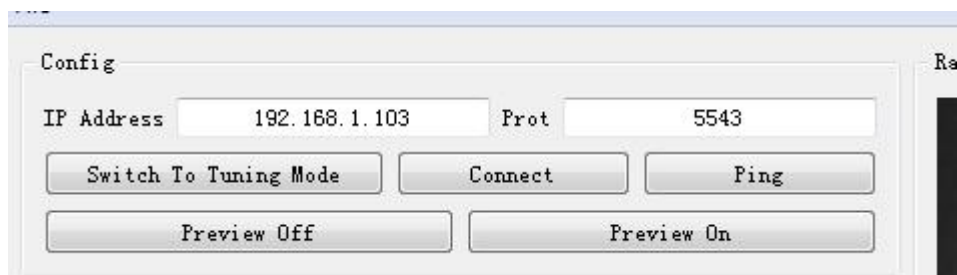 Config
IP Address 192.168.1.103 Prot 5543
Switch To Tuning Mode Connect Ping
Preview Off Preview On